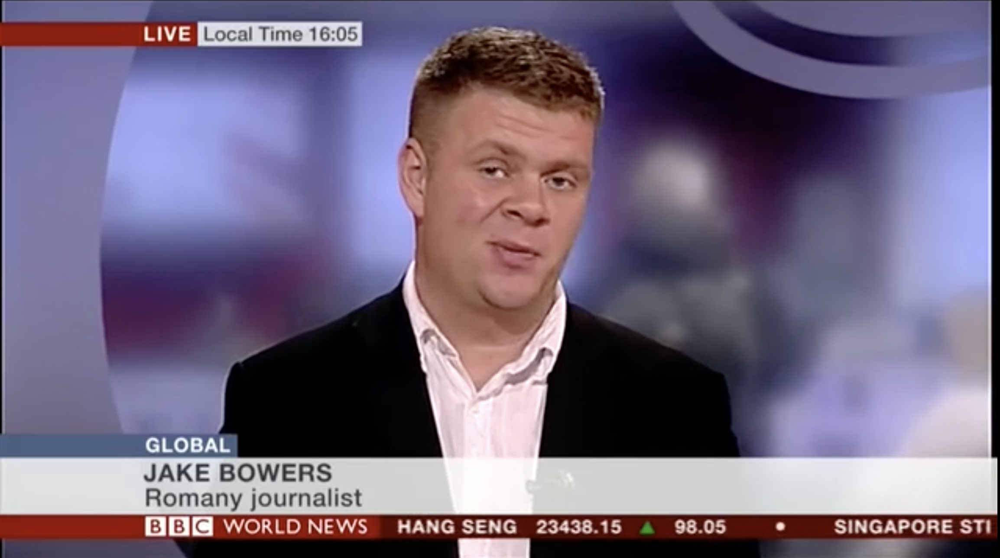 LIVE Local Time 16:05
GLOBAL
JAKE BOWERS
Romany journalist
BBC WORLD NEWS HANG SENG 23438.15 ▲ 98.05 • SINGAPORE STI